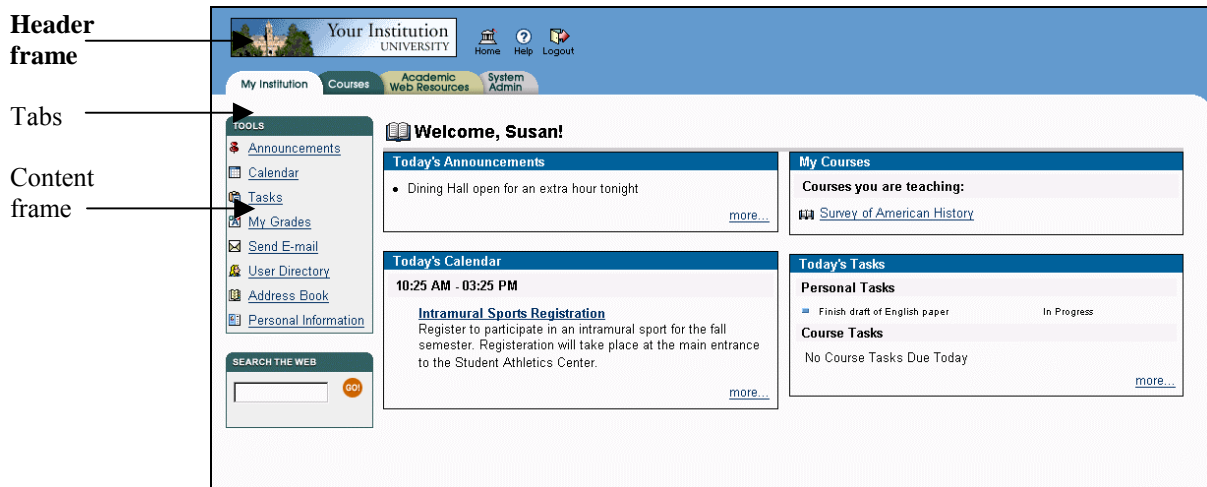 Header
frame
Tabs
Content
frame
Your Institution
UNIVERSITY
Home Help Logout
My Institution Courses Academic Web Resources System Admin
TOOLS
Announcements
Calendar
Tasks
My Grades
Send E-mail
User Directory
Address Book
Personal Information
SEARCH THE WEB
GO!
Welcome, Susan!
Today's Announcements
Dining Hall open for an extra hour tonight
more...
My Courses
Courses you are teaching:
Survey of American History
Today's Calendar
10:25 AM - 03:25 PM
Intramural Sports Registration
Register to participate in an intramural sport for the fall
semester. Registeration will take place at the main entrance
to the Student Athletics Center.
more...
Today's Tasks
Personal Tasks
Finish draft of English paper In Progress
Course Tasks
No Course Tasks Due Today
more...